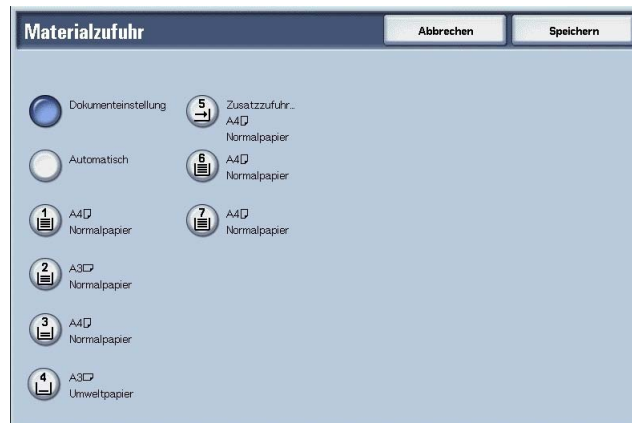 Materialzufuhr
Abbrechen
Speichern
Dokumenteinstellung
Automatisch
1
A4
Normalpapier
2
A3
Normalpapier
3
A4
Normalpapier
4
A3
Umweltpapier
5
Zusatzzufuhr...
A4
Normalpapier
6
A4
Normalpapier
7
A4
Normalpapier